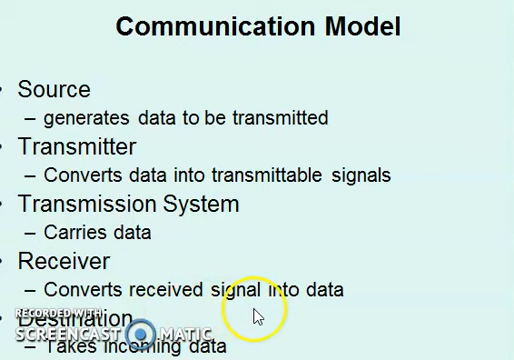 Communication Model
• Source
– generates data to be transmitted
• Transmitter
– Converts data into transmittable signals
• Transmission System
– Carries data
• Receiver
– Converts received signal into data
RECORDED WITH
• Destination
SCREENCAST MATIC
– Takes incoming data